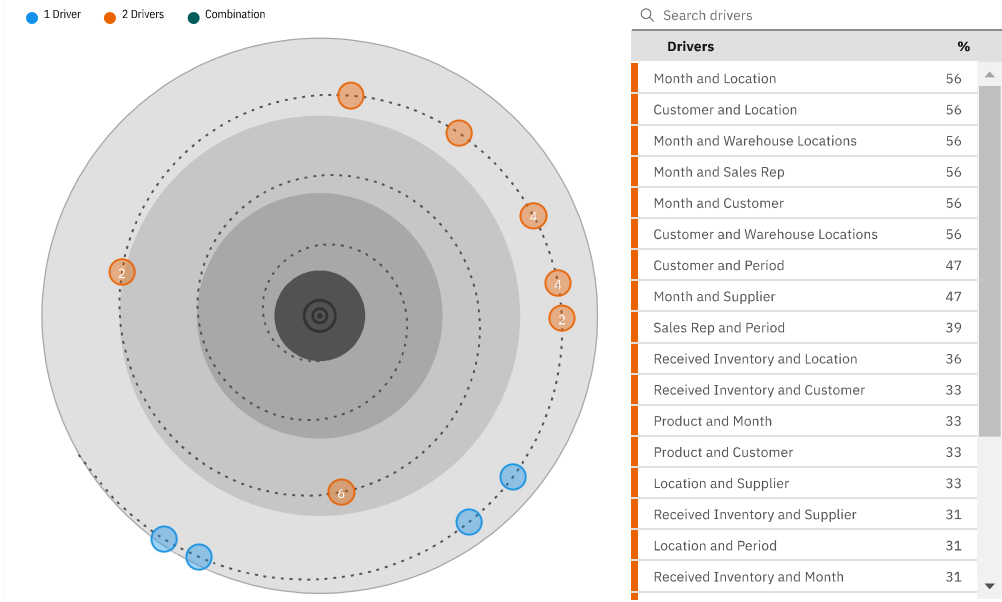 1 Driver 2 Drivers Combination
Search drivers
Drivers %
Month and Location 56
Customer and Location 56
Month and Warehouse Locations 56
Month and Sales Rep 56
Month and Customer 56
Customer and Warehouse Locations 56
Customer and Period 47
Month and Supplier 47
Sales Rep and Period 39
Received Inventory and Location 36
Received Inventory and Customer 33
Product and Month 33
Product and Customer 33
Location and Supplier 33
Received Inventory and Supplier 31
Location and Period 31
Received Inventory and Month 31
4
2
4
2
6